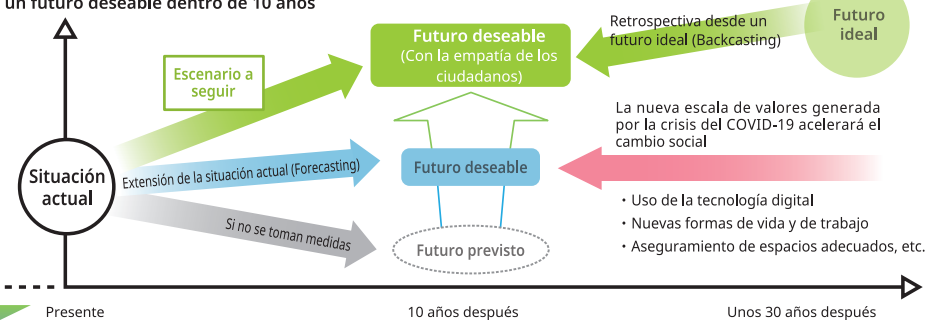 un futuro deseable dentro de 10 años
Futuro deseable
(Con la empatía de los
ciudadanos)
Retrospectiva desde un
futuro ideal (Backcasting)
Futuro
ideal
Escenario a
seguir
La nueva escala de valores generada
por la crisis del COVID-19 acelerará el
cambio social
Situación
actual
Extensión de la situación actual (Forecasting)
Futuro deseable
・Uso de la tecnología digital
・Nuevas formas de vida y de trabajo
・Aseguramiento de espacios adecuados, etc.
Si no se toman medidas
Futuro previsto
Presente
10 años después
Unos 30 años después